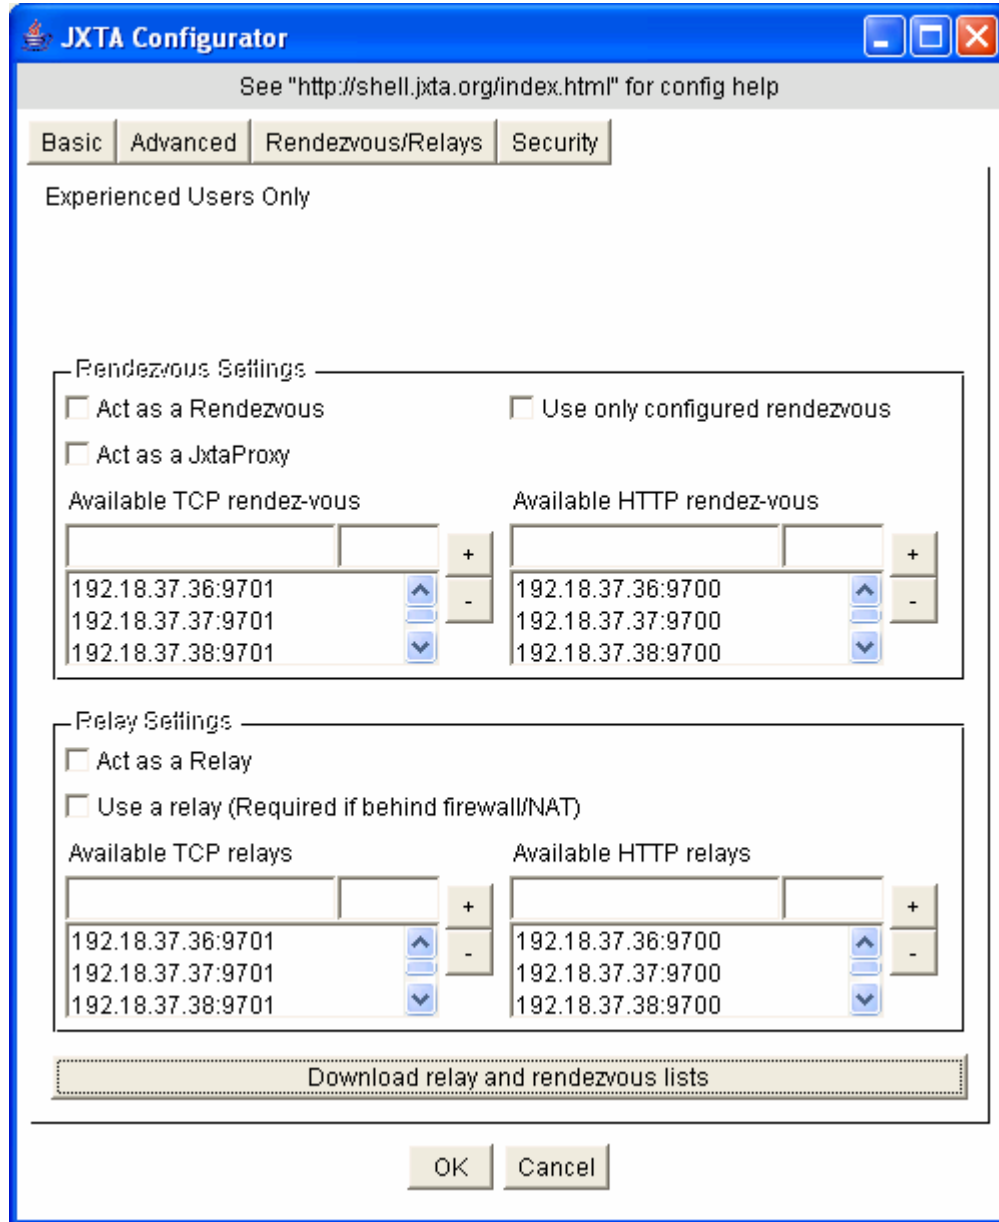 JXTA Configurator
See "http://shell.jxta.org/index.html" for config help
Basic Advanced Rendezvous/Relays Security
Experienced Users Only
Rendezvous Settings
Act as a Rendezvous Use only configured rendezvous
Act as a JxtaProxy
Available TCP rendez-vous Available HTTP rendez-vous
+ +
192.18.37.36:9701 - 192.18.37.36:9700 -
192.18.37.37:9701 192.18.37.37:9700
192.18.37.38:9701 192.18.37.38:9700
Relay Settings
Act as a Relay
Use a relay (Required if behind firewall/NAT)
Available TCP relays Available HTTP relays
+ +
192.18.37.36:9701 - 192.18.37.36:9700 -
192.18.37.37:9701 192.18.37.37:9700
192.18.37.38:9701 192.18.37.38:9700
Download relay and rendezvous lists
OK Cancel